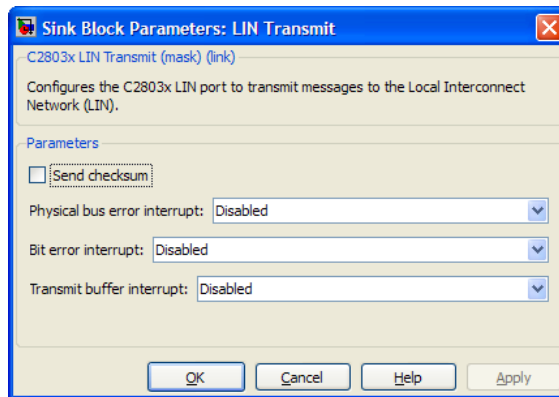 Sink Block Parameters: LIN Transmit
C2803x LIN Transmit (mask) (link)
Configures the C2803x LIN port to transmit messages to the Local Interconnect
Network (LIN).
Parameters
Send checksum
Physical bus error interrupt: Disabled
Bit error interrupt: Disabled
Transmit buffer interrupt: Disabled
OK Cancel Help Apply